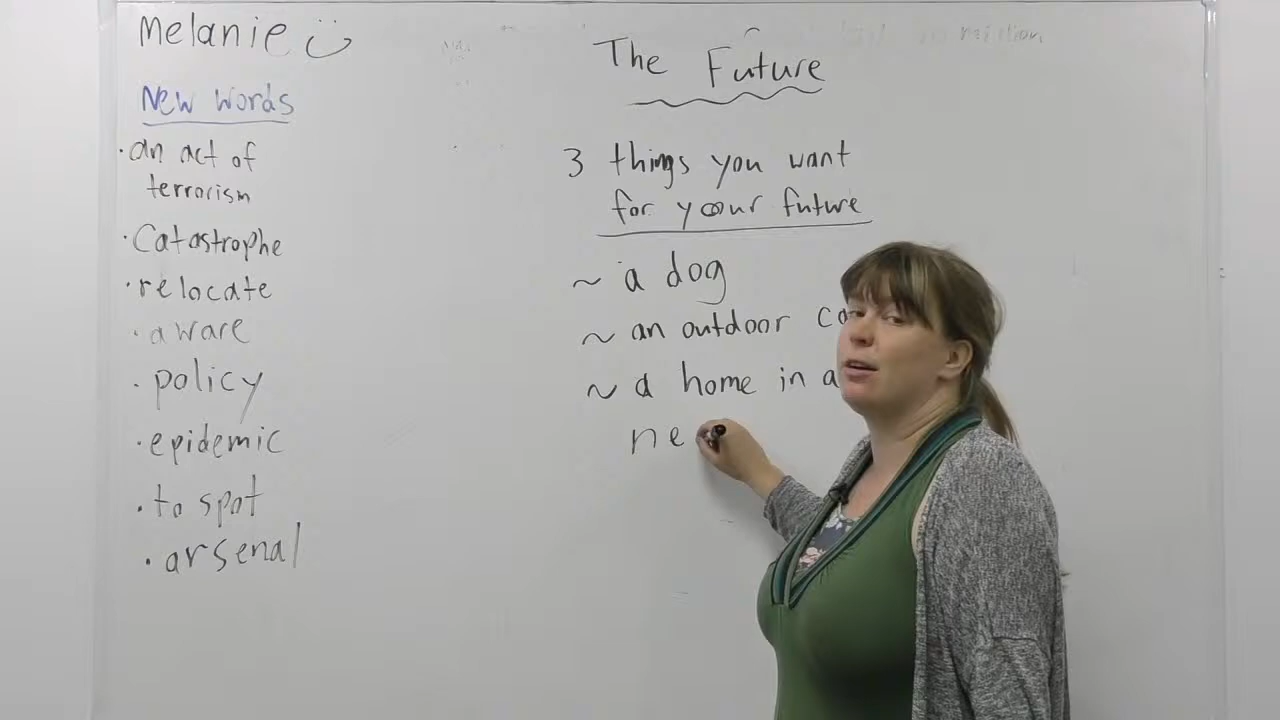 Melanie
New words
·an act of
terrorism
·Catastrophe
·relocate
·aware
·policy
·epidemic
·to spot
·arsenal
The Future
3 things you want
for your future
~ a dog
~ an outdoor
~ a home in a
ne